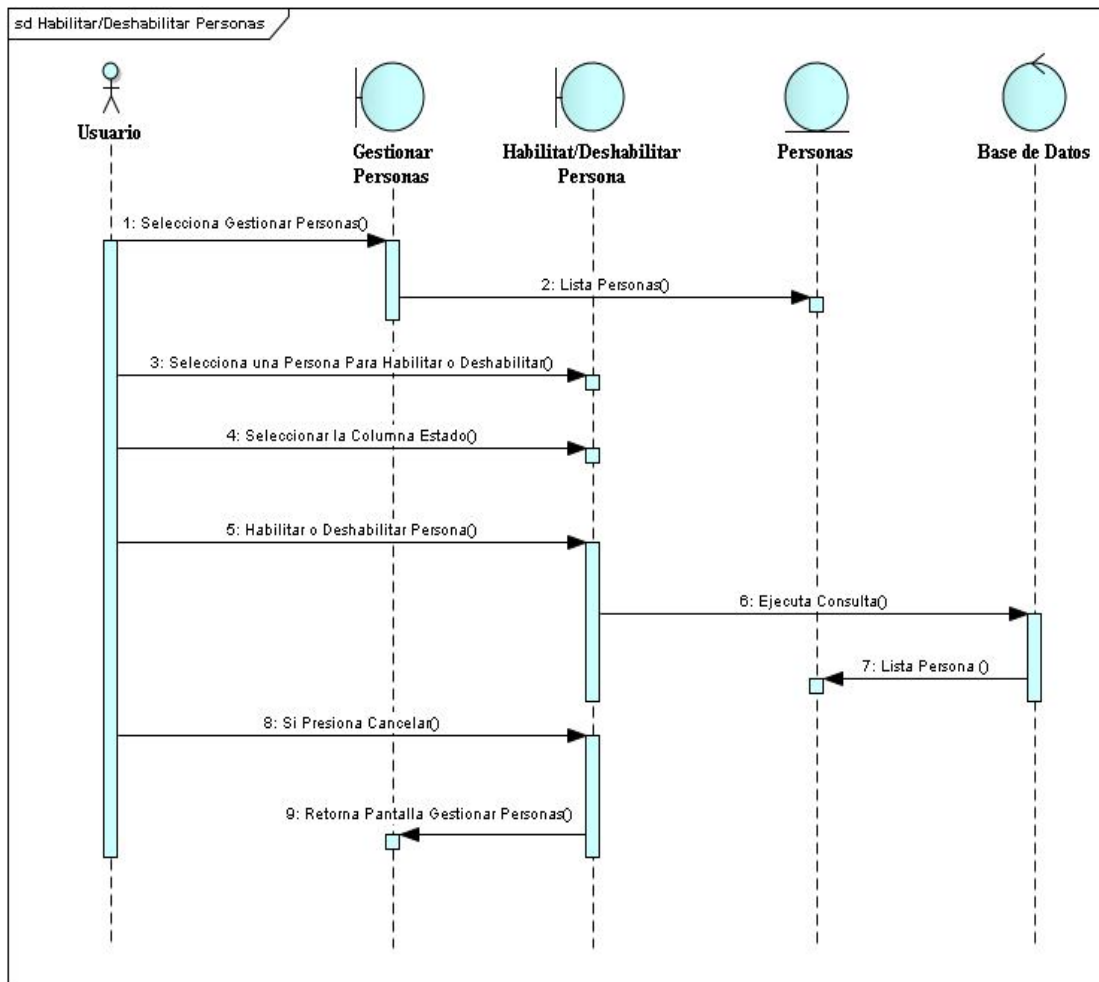 sd Habilitar/Deshabilitar Personas
Usuario
Gestionar
Personas
Habilitat/Deshabilitar
Persona
Personas
Base de Datos
1: Selecciona Gestionar Personas()
2: Lista Personas()
3: Selecciona una Persona Para Habilitar o Deshabilitar()
4: Seleccionar la Columna Estado()
5: Habilitar o Deshabilitar Persona()
6: Ejecuta Consulta()
7: Lista Persona ()
8: Si Presiona Cancelar()
9: Retorna Pantalla Gestionar Personas()